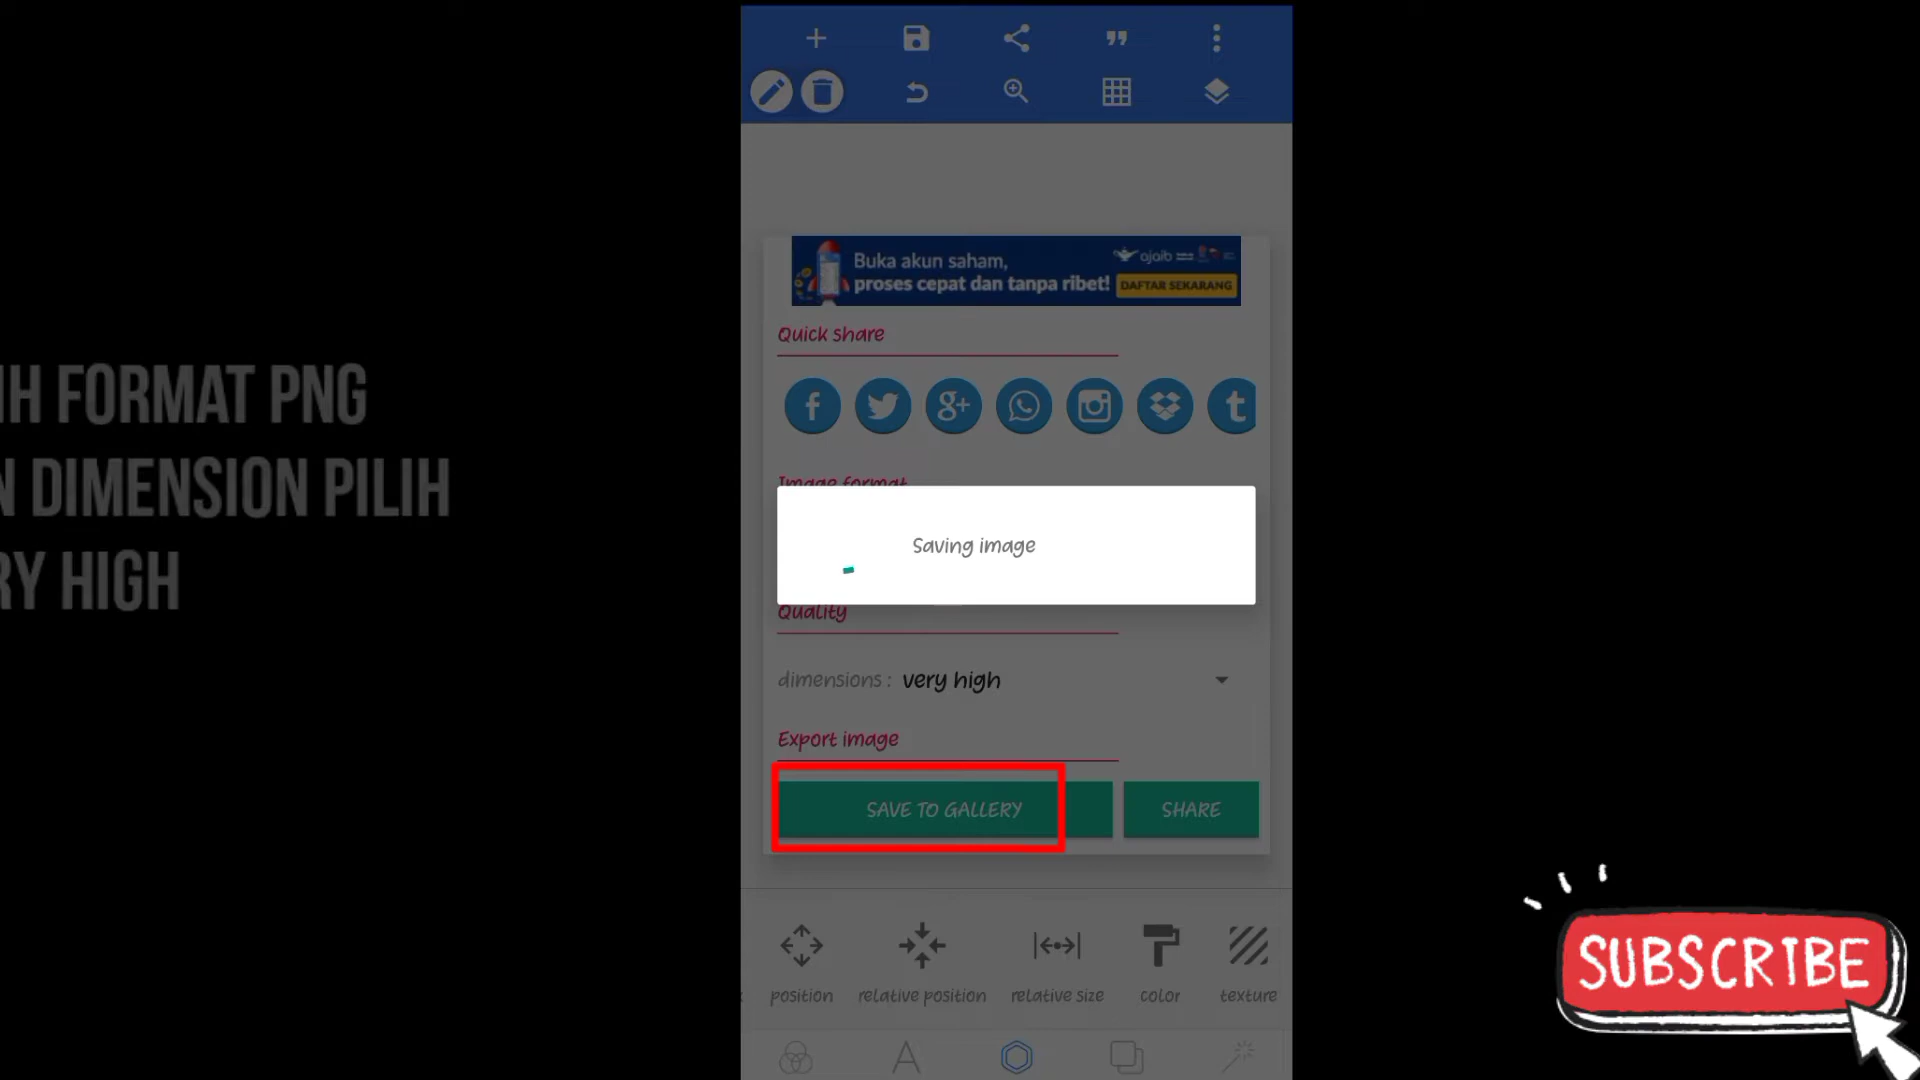 IH FORMAT PNG
N DIMENSION PILIH
RY HIGH
Buka akun saham,
proses cepat dan tanpa ribet!
ajaib
DAFTAR SEKARANG
Quick share
Image format
Saving image
Quality
dimensions : very high
Export image
SAVE TO GALLERY
SHARE
position
relative position
relative size
color
texture
SUBSCRIBE